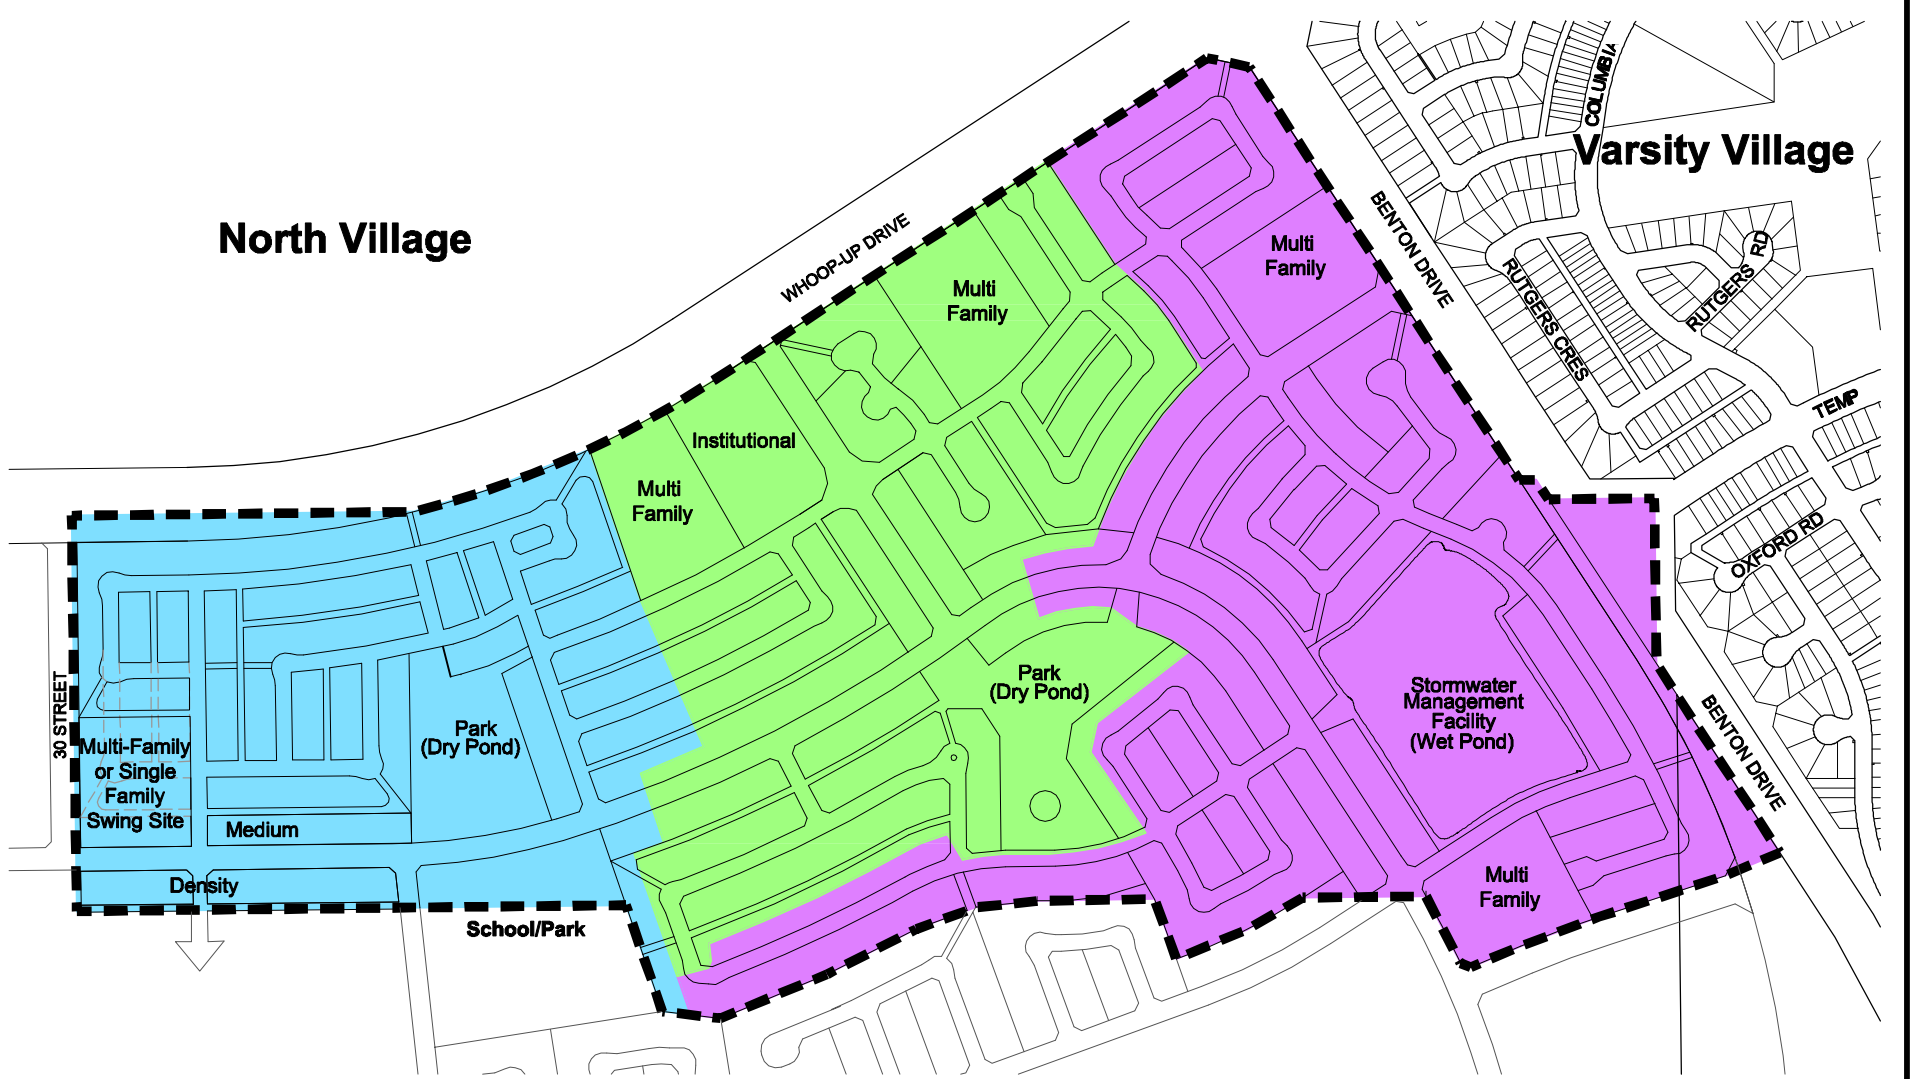 COLUMBIA
Varsity Village
North Village
WHOOP-UP DRIVE
BENTON DRIVE
Multi
Family
RUTGERS RD
RUTGERS CRES
Multi
Family
TEMP
Institutional
Multi
Family
OXFORD RD
30 STREET
Park
(Dry Pond)
Stormwater
Management
Facility
(Wet Pond)
BENTON DRIVE
Park
(Dry Pond)
Multi-Family
or Single
Family
Swing Site
Medium
Density
Multi
Family
School/Park